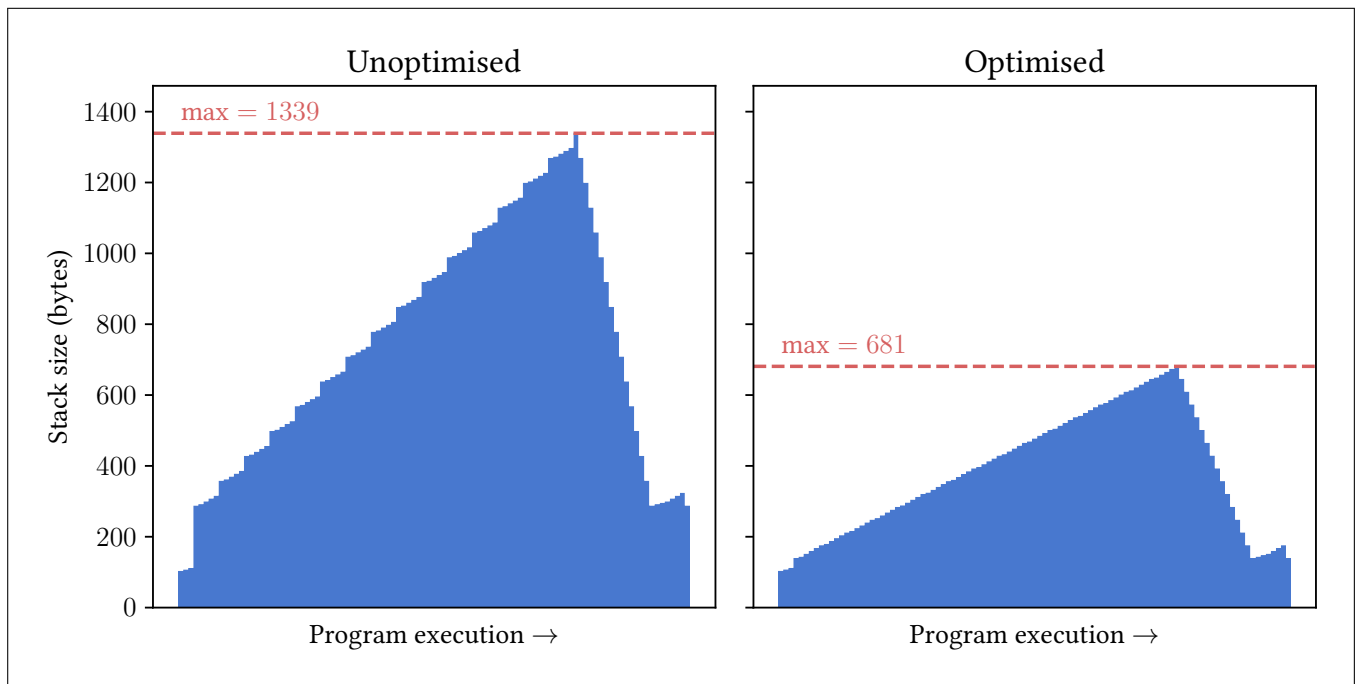 Unoptimised
Optimised
Stack size (bytes)
1400
1200
1000
800
600
400
200
0
max = 1339
max = 681
Program execution →
Program execution →